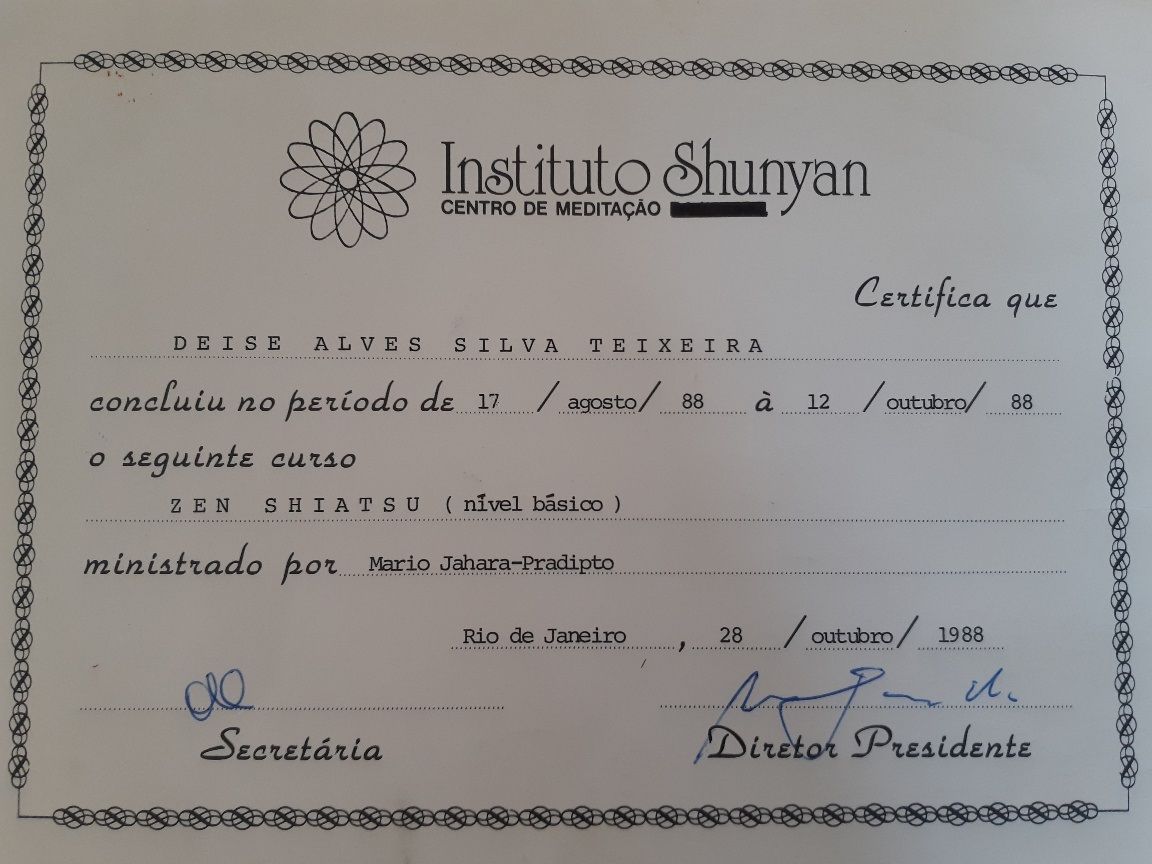 Instituto Shunyan
CENTRO DE MEDITAÇÃO
Certifica que
DEISE ALVES SILVA TEIXEIRA
concluiu no período de 17 / agosto/ 88 à 12 / outubro/ 88
o seguinte curso
ZEN SHIATSU ( nível básico )
ministrado por Mario Jahara-Pradipto
Rio de Janeiro , 28 / outubro / 1988
Secretária Diretor Presidente